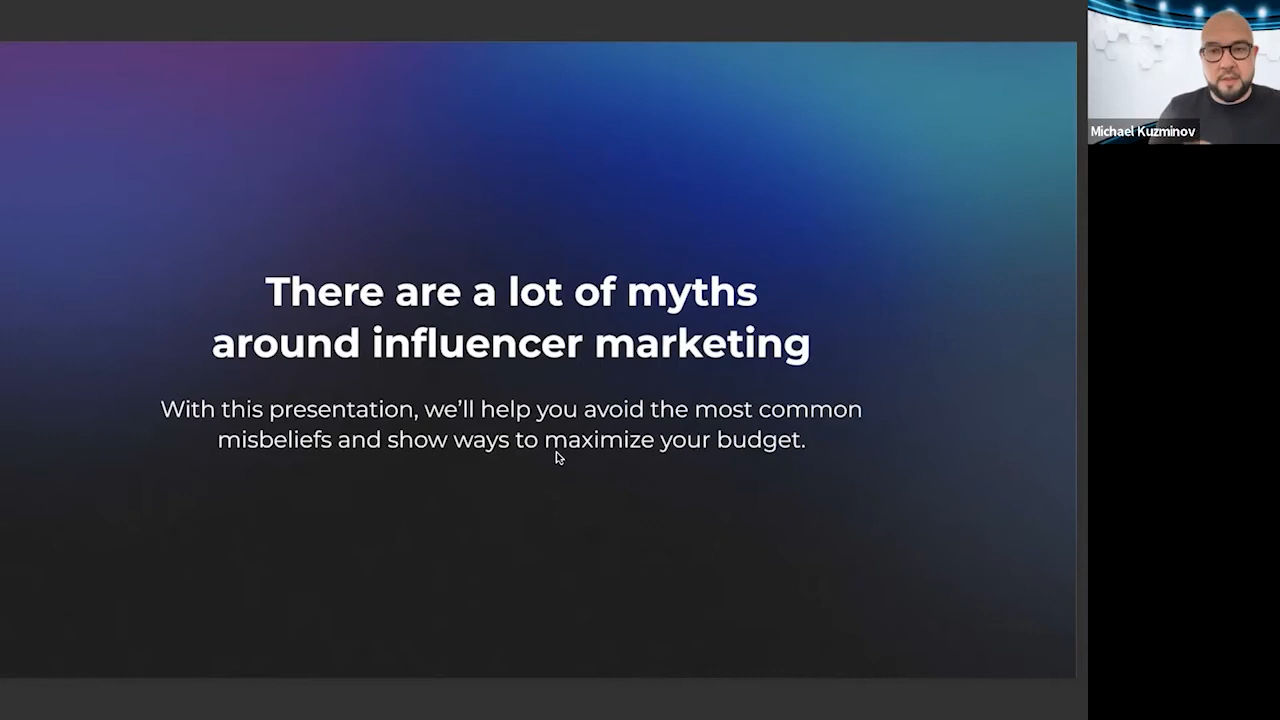 There are a lot of myths
around influencer marketing
With this presentation, we’ll help you avoid the most common
misbeliefs and show ways to maximize your budget.
Michael Kuzminov